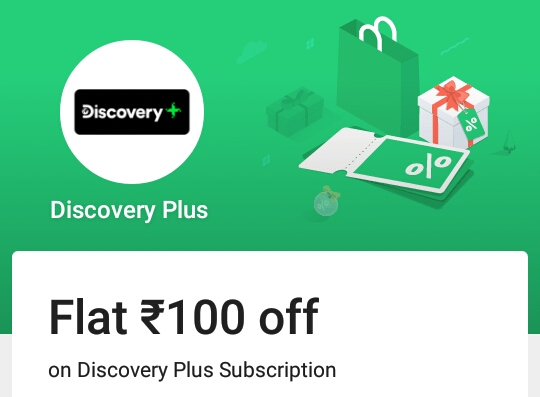 Discovery +
%
%
Discovery Plus
Flat ₹100 off
on Discovery Plus Subscription